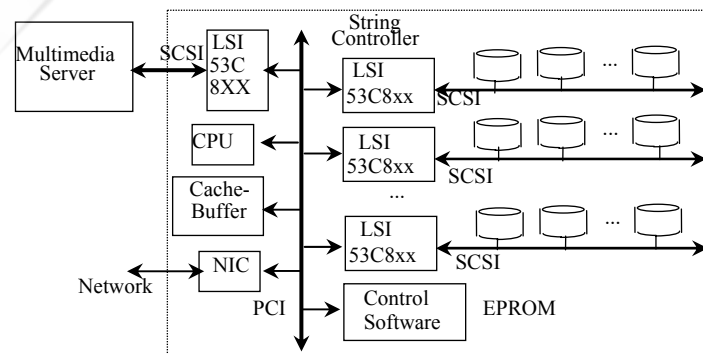 Multimedia
Server
SCSI
LSI
53C
8XX
String
Controller
LSI
53C8xx
SCSI
...
CPU
LSI
53C8xx
SCSI
...
Cache-
Buffer
...
LSI
53C8xx
SCSI
...
NIC
Network
PCI
Control
Software
EPROM